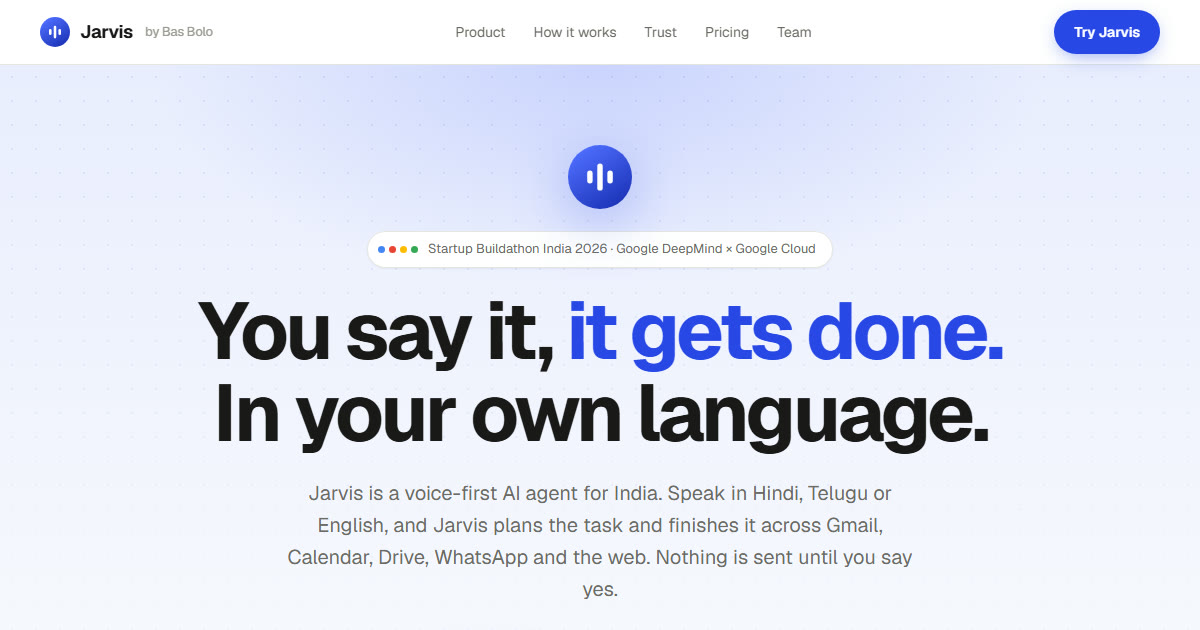 Jarvis by Bas Bolo
Product How it works Trust Pricing Team
Try Jarvis
Startup Buildathon India 2026 · Google DeepMind × Google Cloud
You say it, it gets done.
In your own language.
Jarvis is a voice-first AI agent for India. Speak in Hindi, Telugu or
English, and Jarvis plans the task and finishes it across Gmail,
Calendar, Drive, WhatsApp and the web. Nothing is sent until you say
yes.